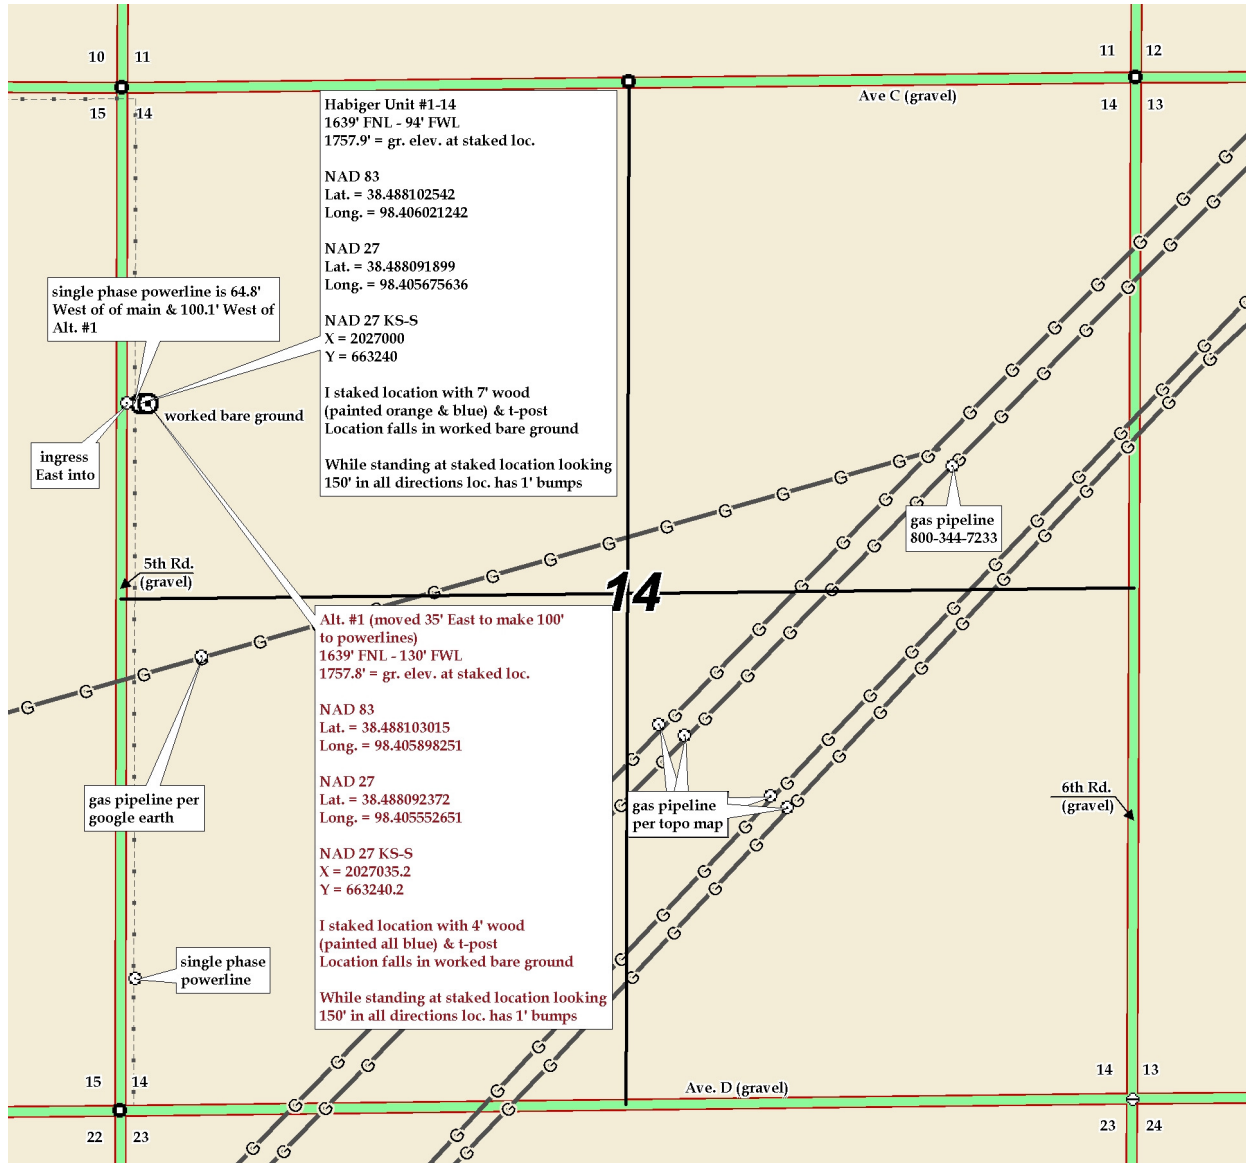 10 11
11 12
Ave C (gravel)
15 14
14 13
Habiger Unit #1-14
1639' FNL - 94' FWL
1757.9' = gr. elev. at staked loc.
NAD 83
Lat. = 38.488102542
Long. = 98.406021242
NAD 27
Lat. = 38.488091899
Long. = 98.405675636
NAD 27 KS-S
X = 2027000
Y = 663240
I staked location with 7' wood
(painted orange & blue) & t-post
Location falls in worked bare ground
While standing at staked location looking
150' in all directions loc. has 1' bumps
single phase powerline is 64.8'
West of of main & 100.1' West of
Alt. #1
worked bare ground
ingress
East into
gas pipeline
800-344-7233
5th Rd.
(gravel)
14
Alt. #1 (moved 35' East to make 100'
to powerlines)
1639' FNL - 130' FWL
1757.8' = gr. elev. at staked loc.
NAD 83
Lat. = 38.488103015
Long. = 98.405898251
NAD 27
Lat. = 38.488092372
Long. = 98.405552651
NAD 27 KS-S
X = 2027035.2
Y = 663240.2
I staked location with 4' wood
(painted all blue) & t-post
Location falls in worked bare ground
While standing at staked location looking
150' in all directions loc. has 1' bumps
gas pipeline per
google earth
gas pipeline
per topo map
6th Rd.
(gravel)
single phase
powerline
15 14
14 13
Ave. D (gravel)
22 23
23 24